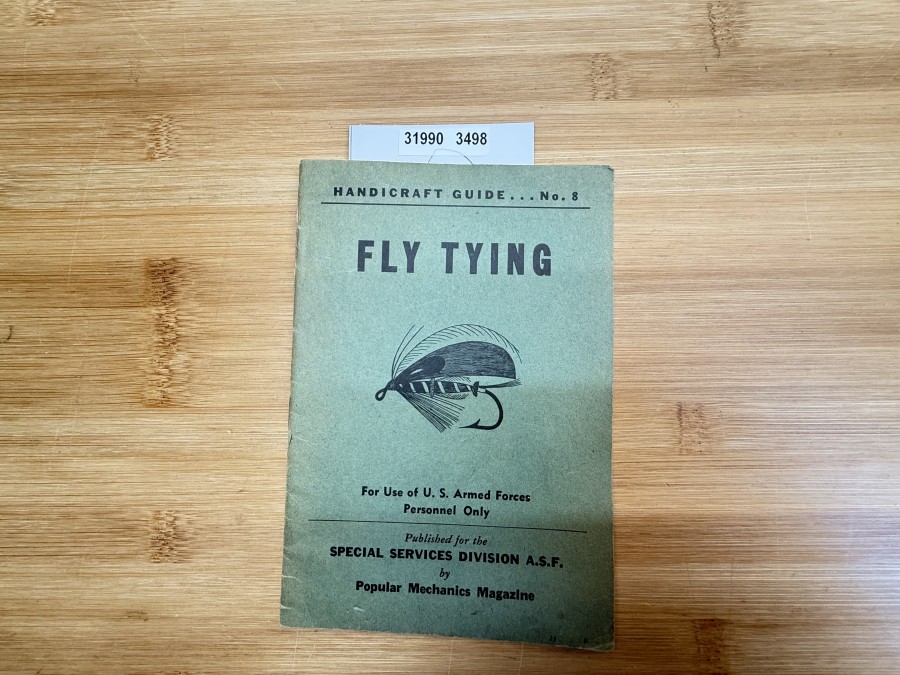 31990 3498
HANDICRAFT GUIDE... No. 8
FLY TYING
For Use of U. S. Armed Forces
Personnel Only
Published for the
SPECIAL SERVICES DIVISION A.S.F.
by
Popular Mechanics Magazine